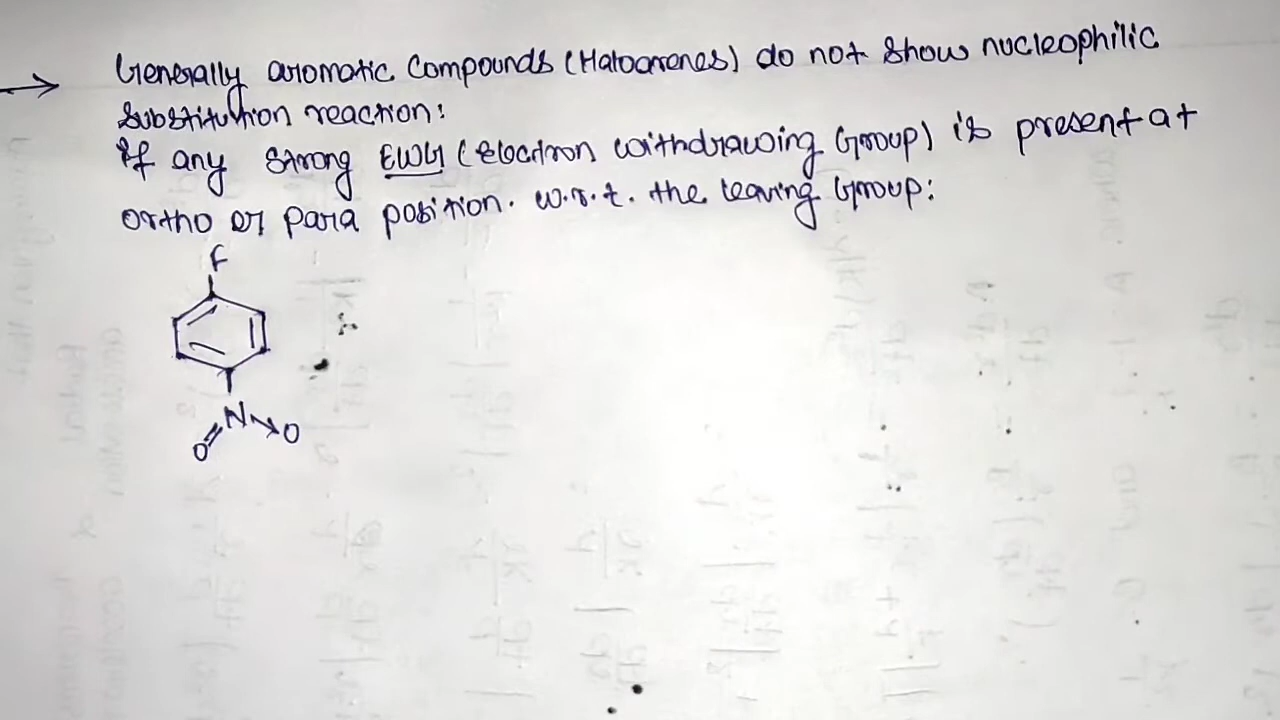 → Generally aromatic Compounds (Haloarenes) do not show nucleophilic
substitution reaction:
if any strong EWG (electron withdrawing Group) is present at
ortho or para position. w.r.t. the leaving Group:
F
N
O O